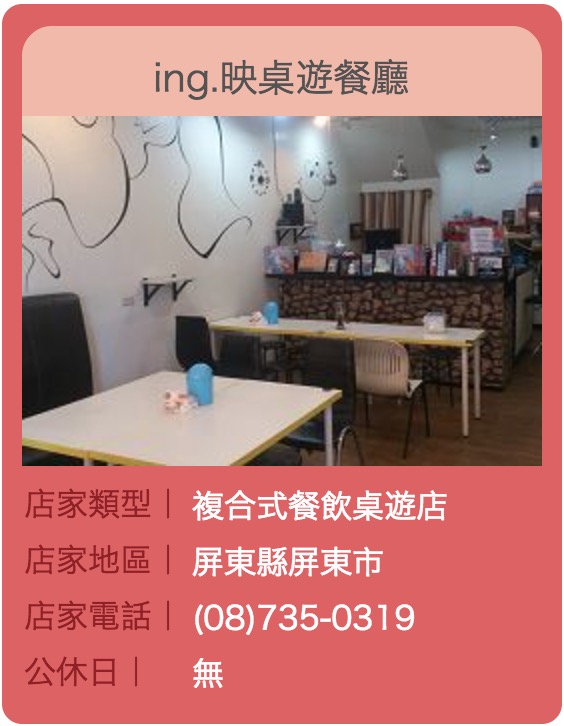 ing.映桌遊餐廳
店家類型｜ 複合式餐飲桌遊店
店家地區｜ 屏東縣屏東市
店家電話｜ (08)735-0319
公休日｜ 無